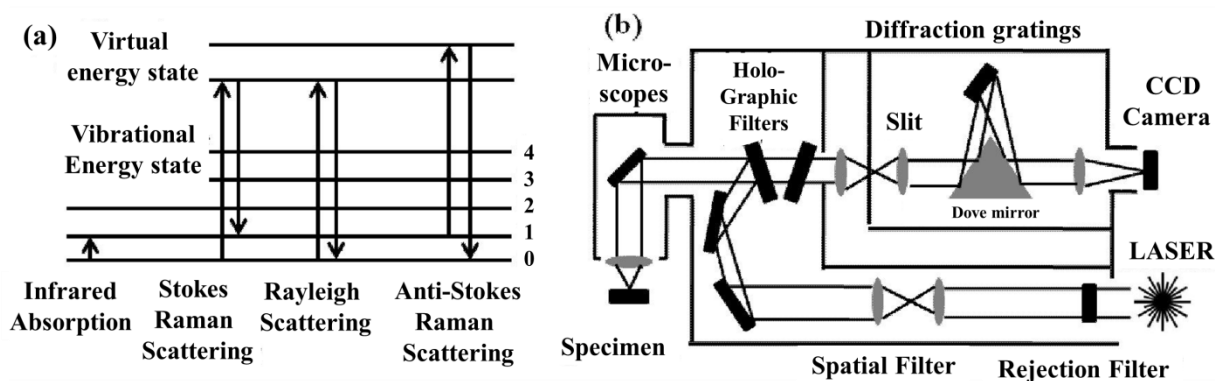 (a)
Virtual
energy state
Vibrational
Energy state
4
3
2
1
0
Infrared
Absorption
Stokes
Raman
Scattering
Rayleigh
Scattering
Anti-Stokes
Raman
Scattering
(b)
Diffraction gratings
Micro-
scopes
Holo-
Graphic
Filters
Slit
CCD
Camera
Dove mirror
LASER
Specimen
Spatial Filter
Rejection Filter